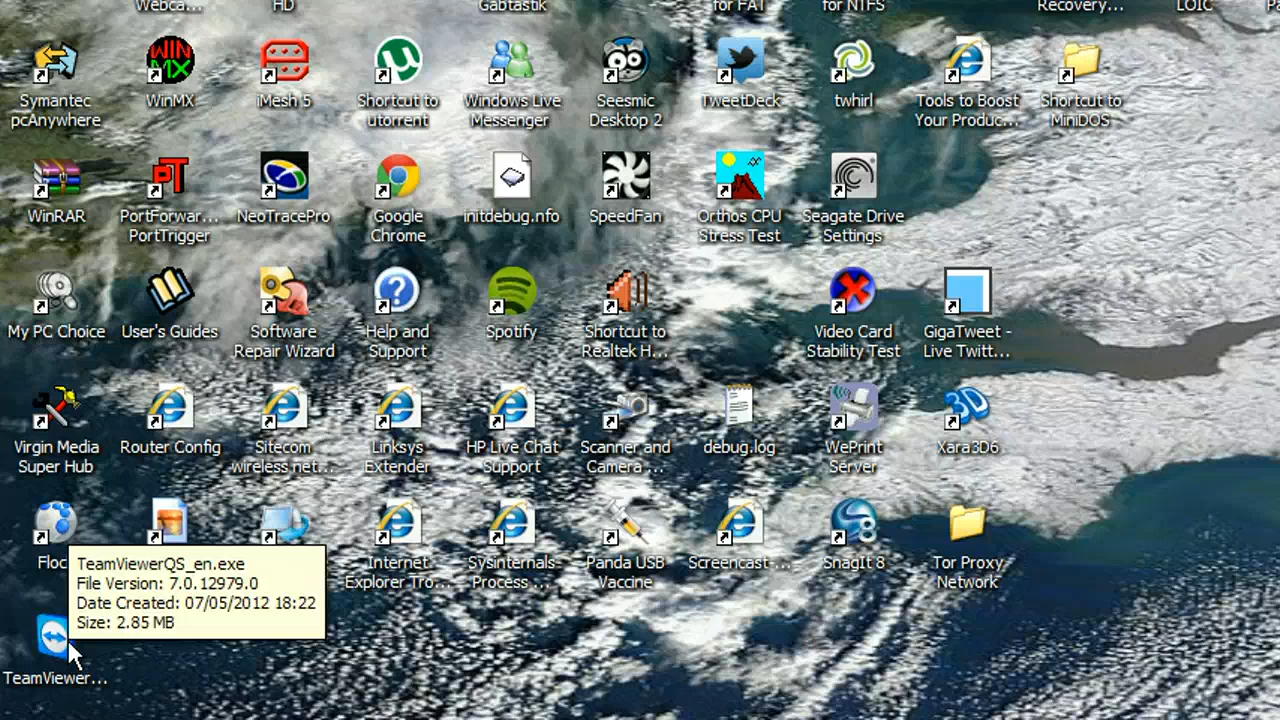 Webca... HD Gabtastik for FAT for NTFS Recovery... LOIC
WIN
MX
Symantec
pcAnywhere
WinMX
iMesh 5
Shortcut to
utorrent
Windows Live
Messenger
Seesmic
Desktop 2
TweetDeck
twhirl
Tools to Boost
Your Produc...
Shortcut to
MiniDOS
PT
WinRAR
PortForwar...
PortTrigger
NeoTracePro
Google
Chrome
initdebug.nfo
SpeedFan
Orthos CPU
Stress Test
Seagate Drive
Settings
My PC Choice
User's Guides
Software
Repair Wizard
Help and
Support
Spotify
Shortcut to
Realtek H...
Video Card
Stability Test
GigaTweet -
Live Twitt...
3D
Virgin Media
Super Hub
Router Config
Sitecom
wireless net...
Linksys
Extender
HP Live Chat
Support
Scanner and
Camera ...
debug.log
WePrint
Server
Xara3D6
Floc
Internet
Explorer Tro...
Sysinternals-
Process ...
Panda USB
Vaccine
Screencast-...
SnagIt 8
Tor Proxy
Network
TeamViewerQS_en.exe
File Version: 7.0.12979.0
Date Created: 07/05/2012 18:22
Size: 2.85 MB
TeamViewer...